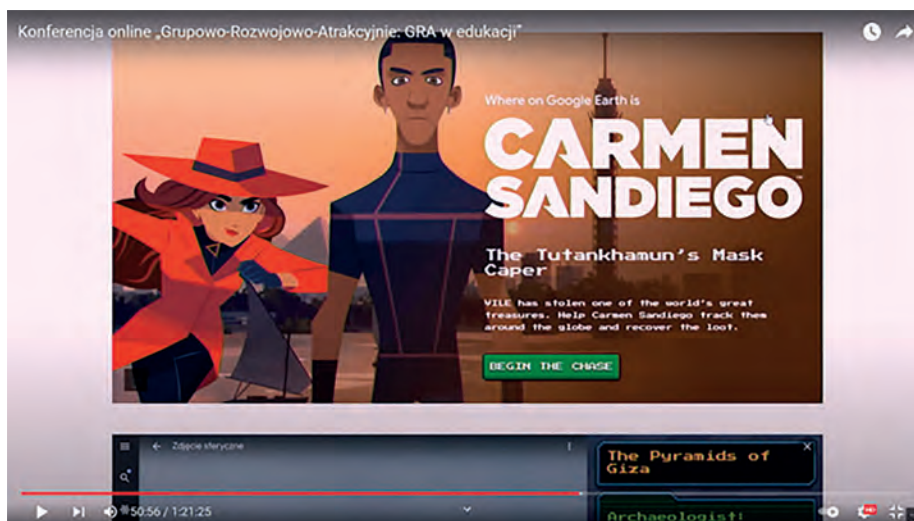 Konferencja online „Grupowo-Rozwojowo-Atrakcyjnie: GRA w edukacji”
Where on Google Earth is
CARMEN
SANDIEGO
The Tutankhamun's Mask
Caper
VILE has stolen one of the world's great
treasures. Help Carmen Sandiego track them
around the globe and recover the loot.
BEGIN THE CHASE
Zdjęcie sferyczne
The Pyramids of
Giza
Archaeologist:
50:56 / 1:21:25
HD